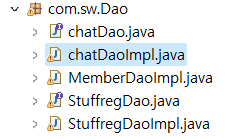 com.sw.Dao
chatDao.java
chatDaoImpl.java
MemberDaoImpl.java
StuffregDao.java
StuffregDaoImpl.java